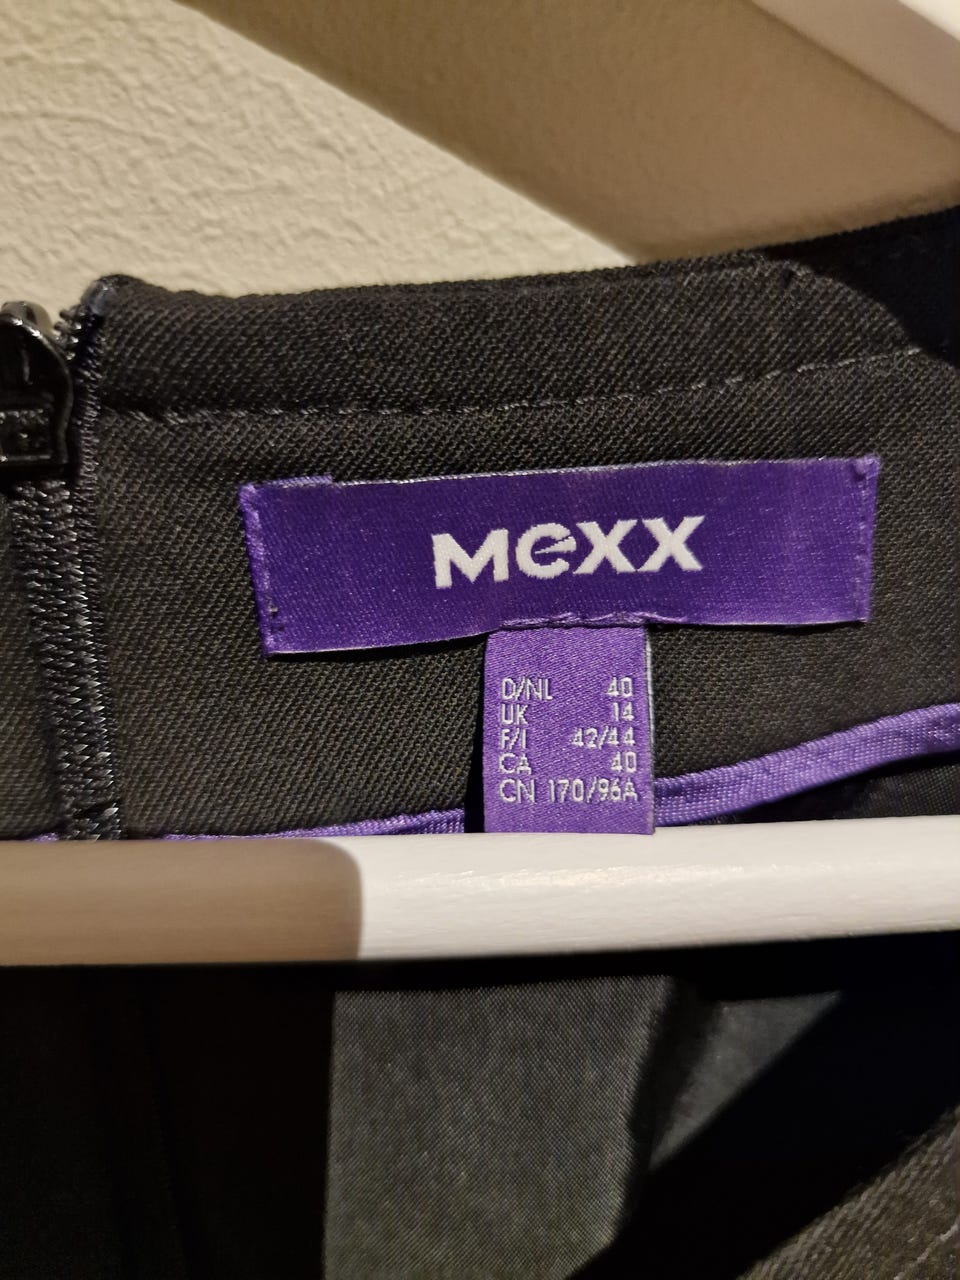 Mexx
D/NL 40
UK 14
F/I 42/44
CA 40
CN 170/96A